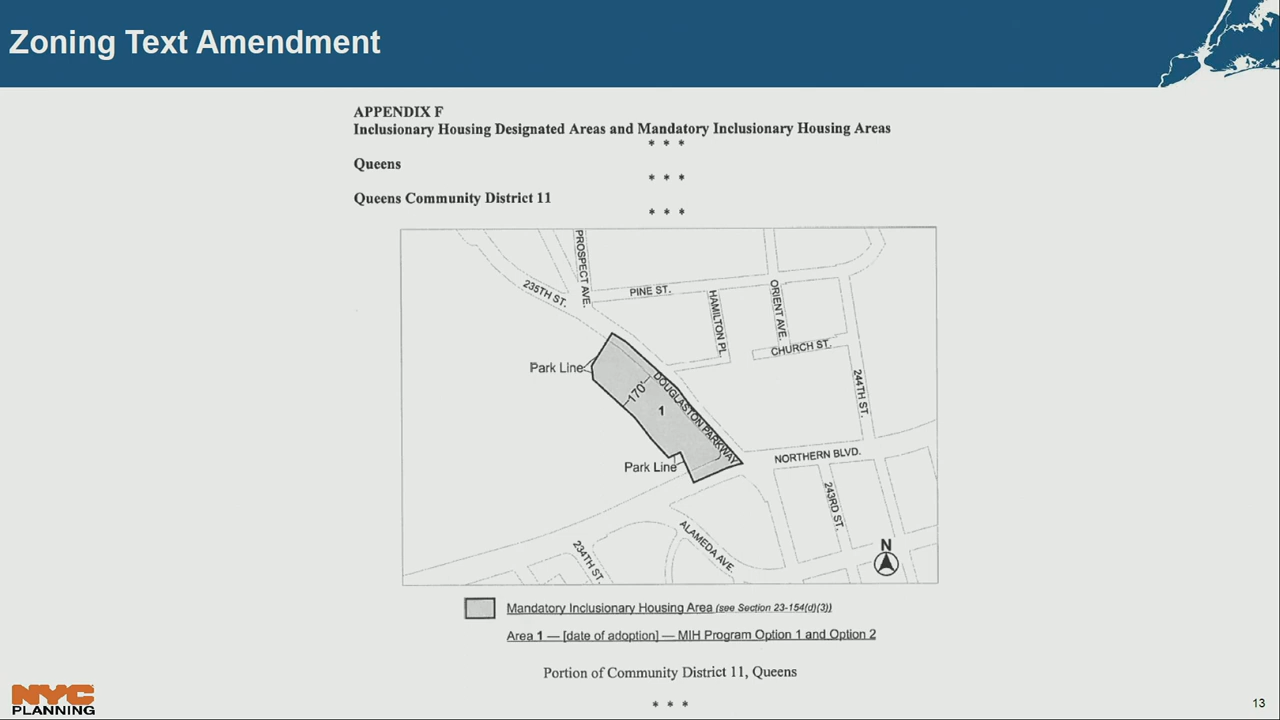 Zoning Text Amendment
APPENDIX F
Inclusionary Housing Designated Areas and Mandatory Inclusionary Housing Areas
* * *
Queens
* * *
Queens Community District 11
* * *
PROSPECT AVE.
235TH ST.
PINE ST.
HAMILTON PL.
ORIENT AVE.
CHURCH ST.
Park Line
170'
DOUGLASTON PARKWAY
1
244TH ST.
Park Line
NORTHERN BLVD.
243RD ST.
ALAMEDA AVE.
234TH ST.
N
Mandatory Inclusionary Housing Area (see Section 23-154(d)(3))
Area 1 — [date of adoption] — MIH Program Option 1 and Option 2
Portion of Community District 11, Queens
* * *
NYC
PLANNING
13